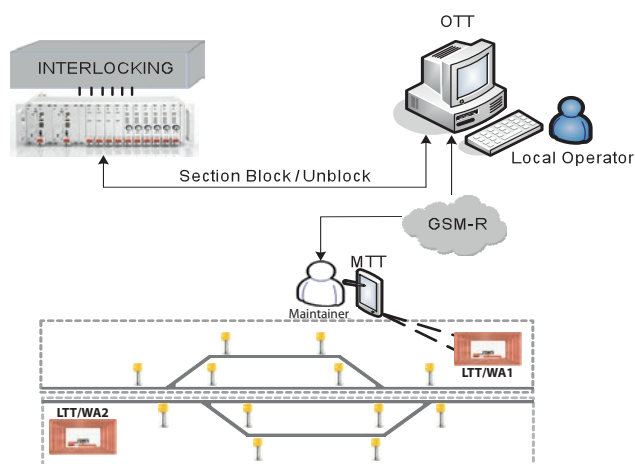 OTT
INTERLOCKING
Local Operator
Section Block / Unblock
GSM-R
MTT
Maintainer
LTT/WA1
LTT/WA2